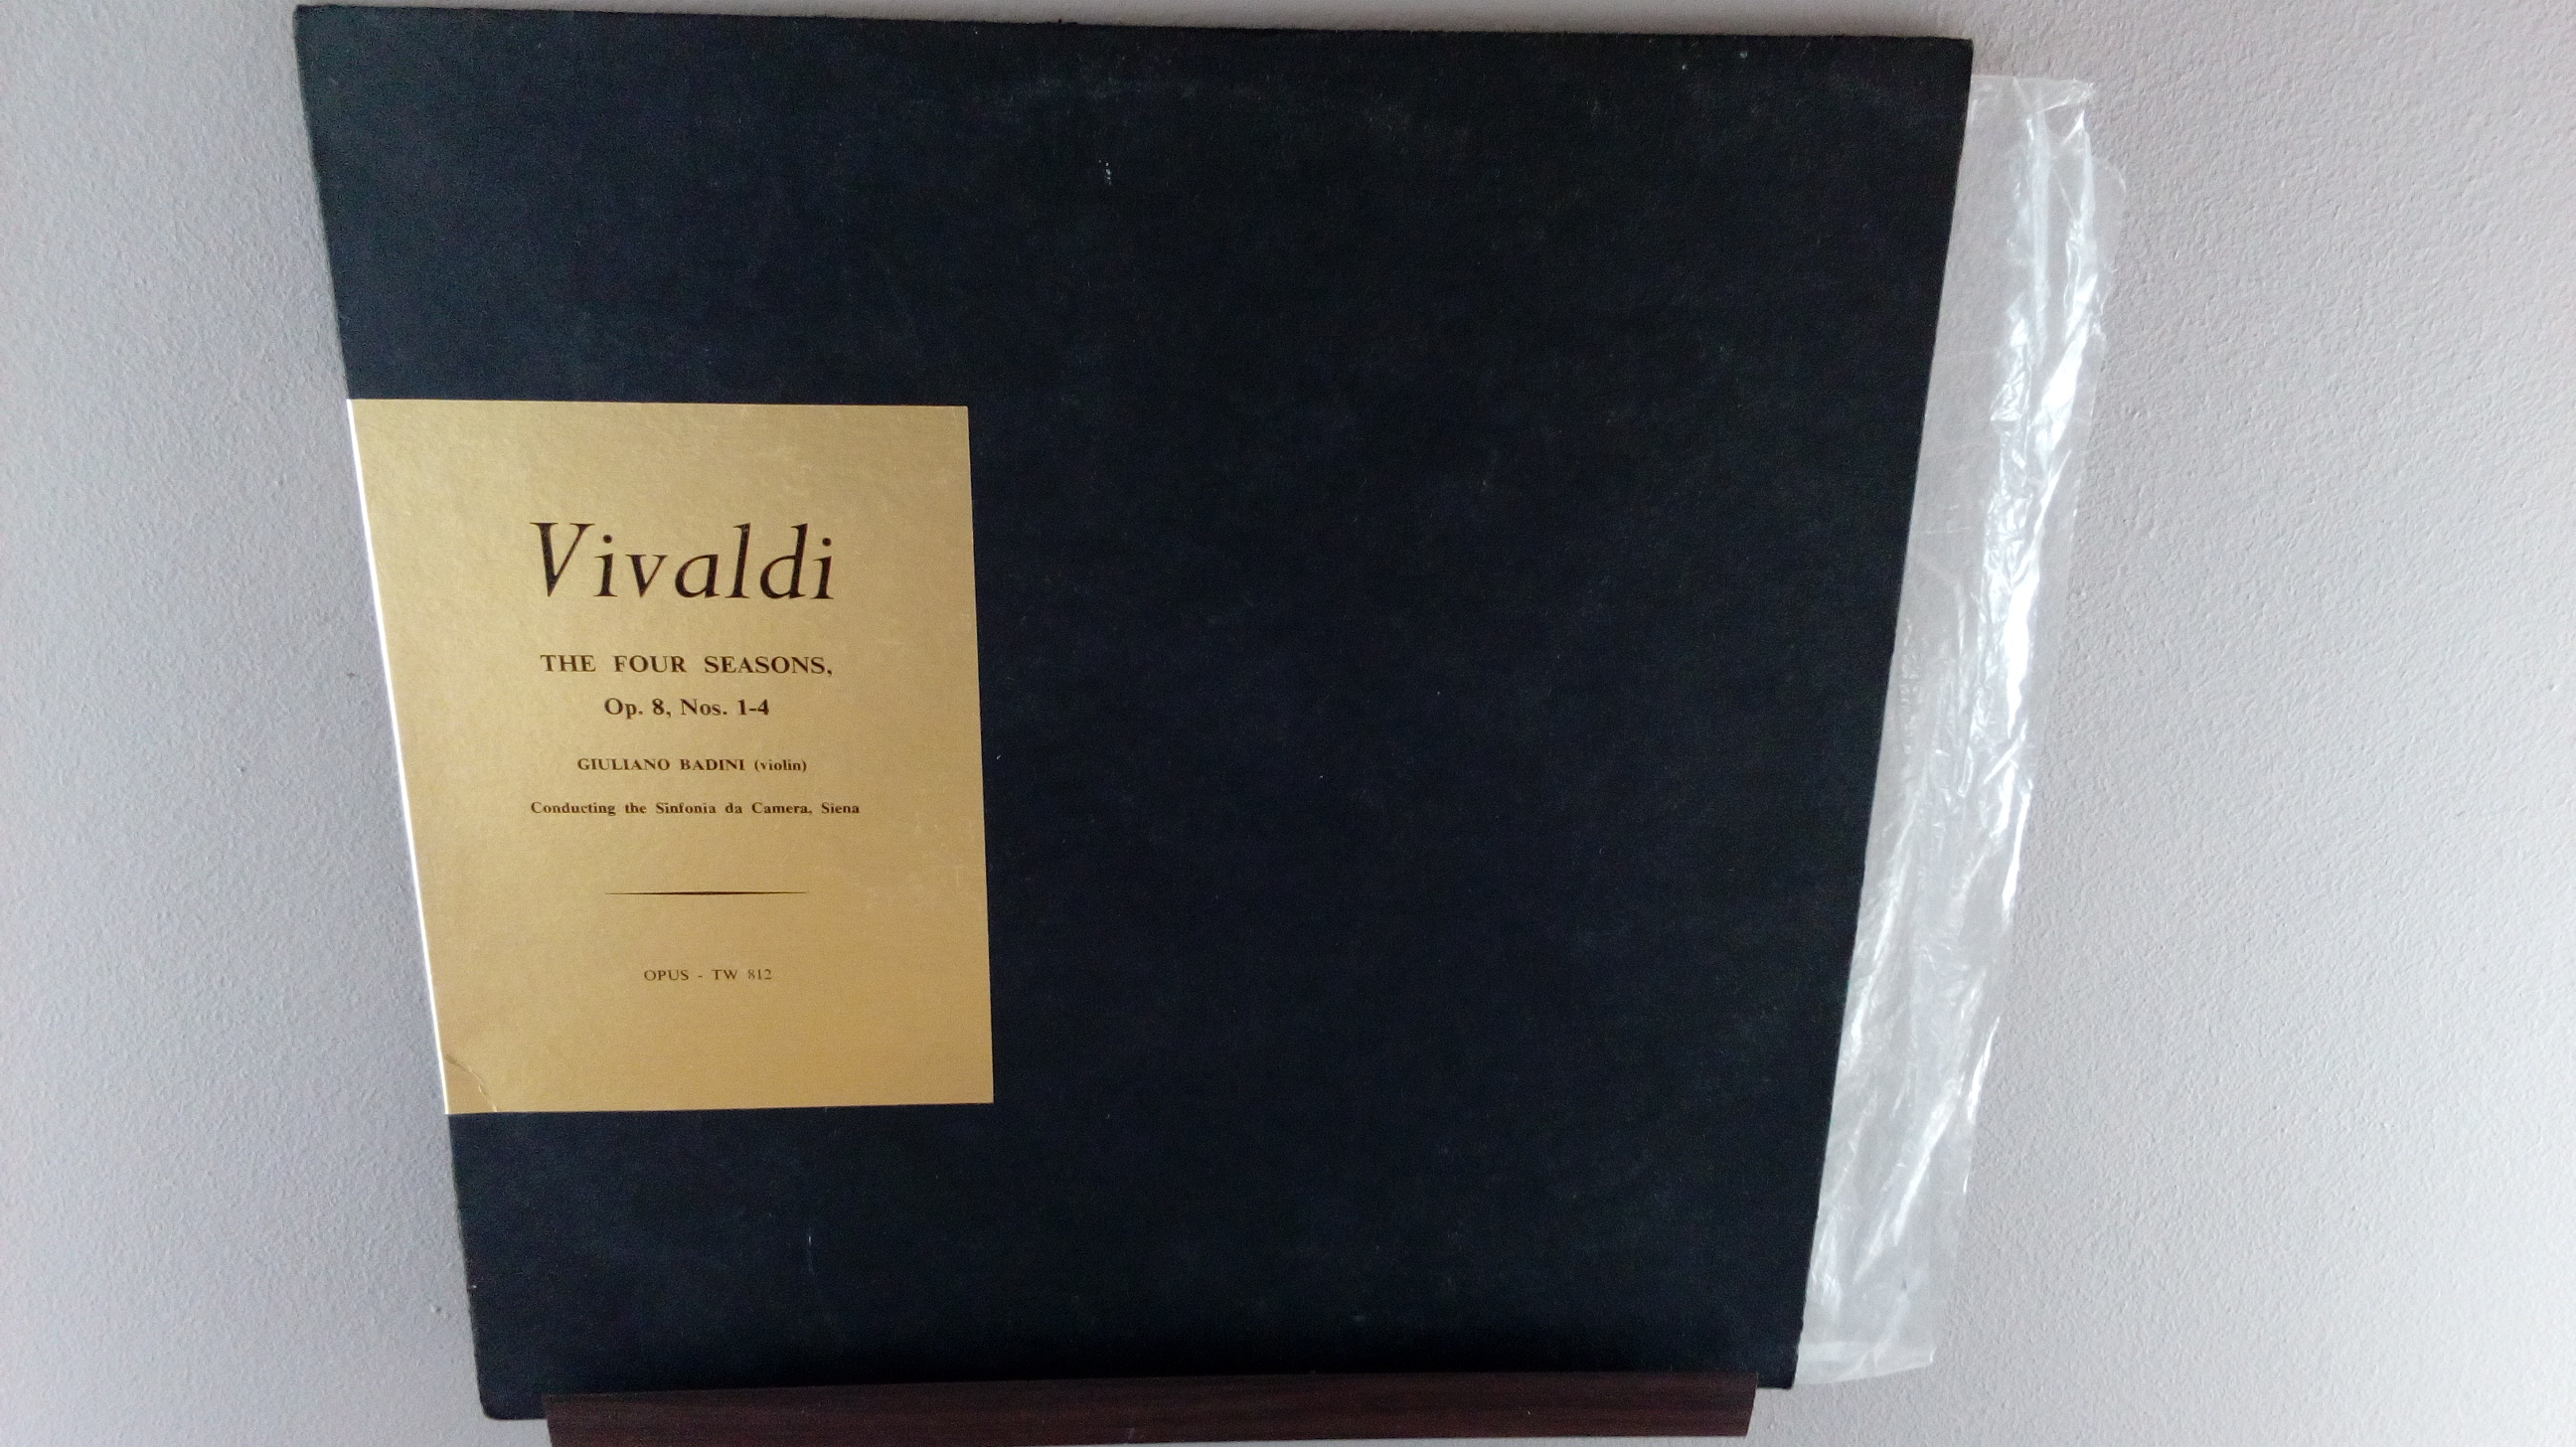 Vivaldi
THE FOUR SEASONS,
Op. 8, Nos. 1-4
GIULIANO BADINI (violin)
Conducting the Sinfonia da Camera, Siena
OPUS - TW 812